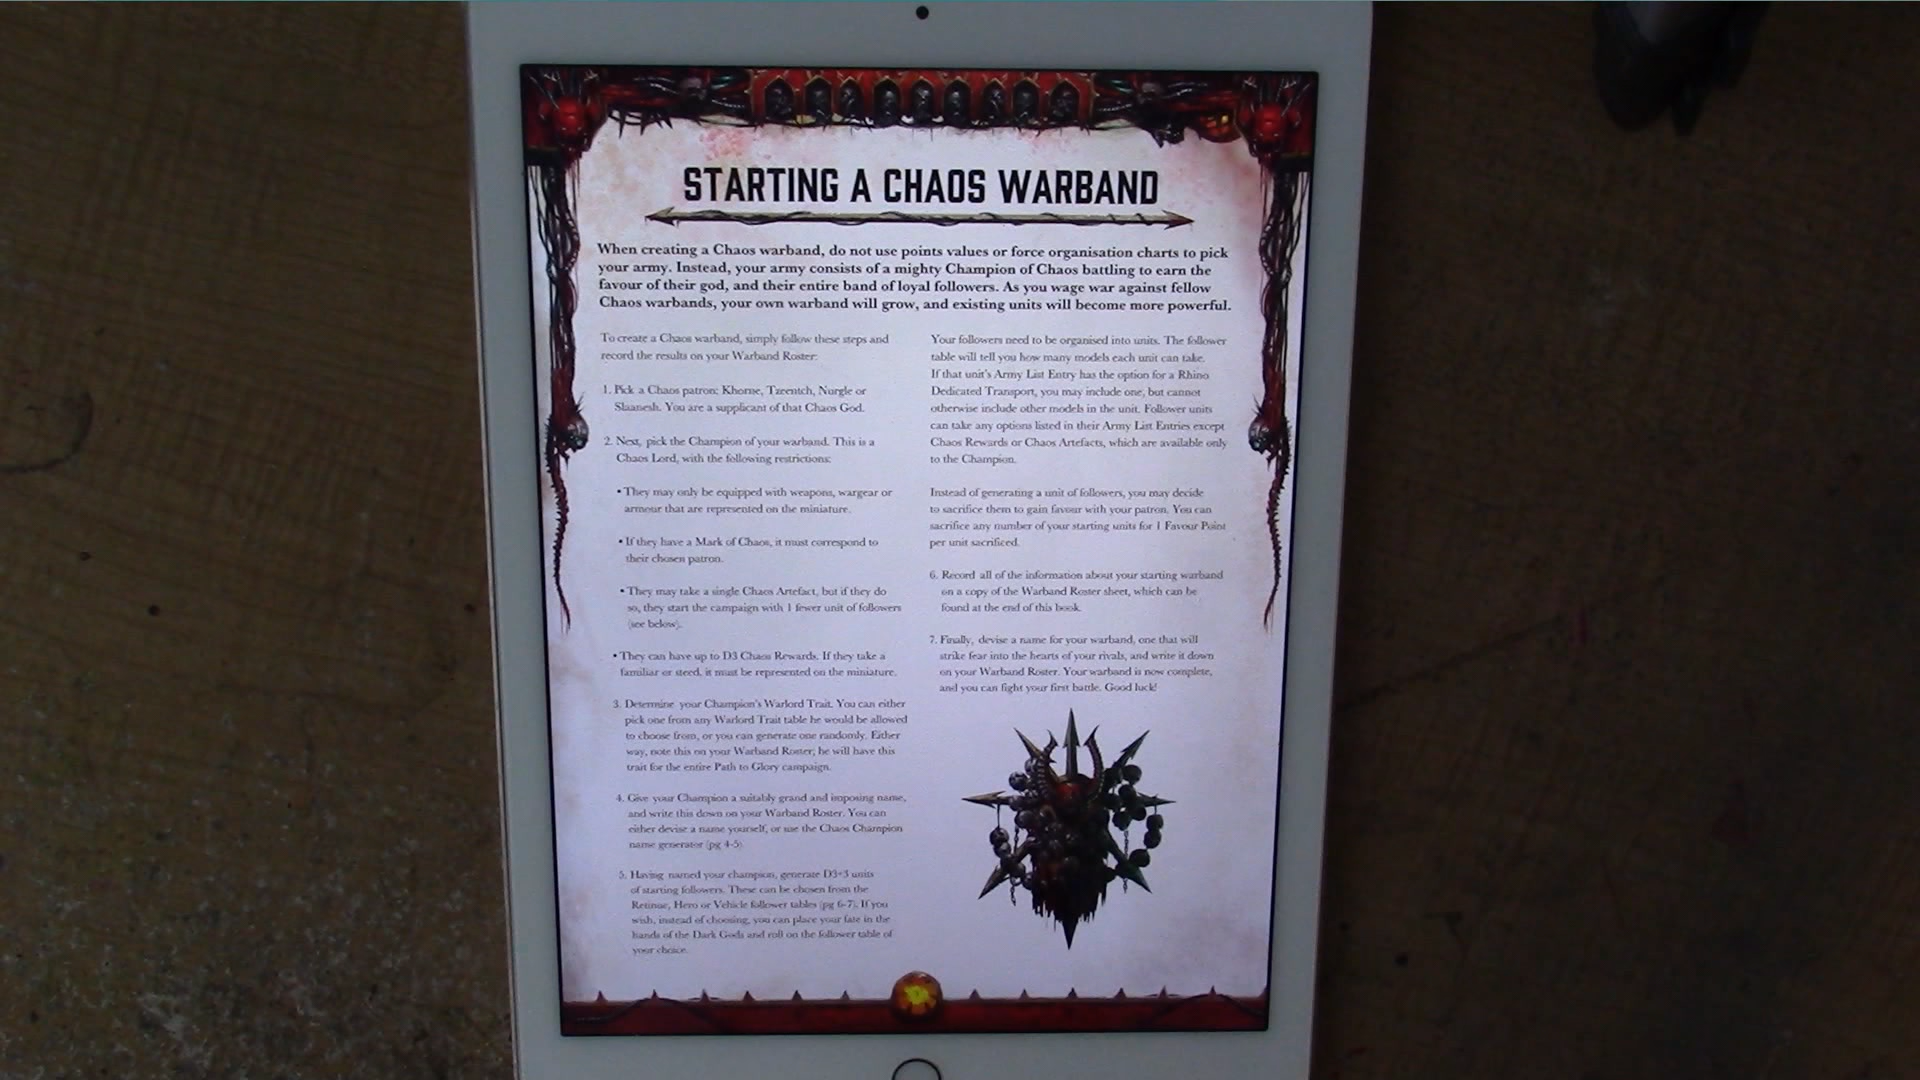 STARTING A CHAOS WARBAND
When creating a Chaos warband, do not use points values or force organisation charts to pick
your army. Instead, your army consists of a mighty Champion of Chaos battling to earn the
favour of their god, and their entire band of loyal followers. As you wage war against fellow
Chaos warbands, your own warband will grow, and existing units will become more powerful.
To create a Chaos warband, simply follow these steps and
record the results on your Warband Roster:
1. Pick a Chaos patron: Khorne, Tzeentch, Nurgle or
Slaanesh. You are a supplicant of that Chaos God.
2. Next, pick the Champion of your warband. This is a
Chaos Lord, with the following restrictions:
• They may only be equipped with weapons, wargear or
armour that are represented on the miniature.
• If they have a Mark of Chaos, it must correspond to
their chosen patron.
• They may take a single Chaos Artefact, but if they do
so, they start the campaign with 1 fewer unit of followers
(see below).
• They can have up to D3 Chaos Rewards. If they take a
familiar or steed, it must be represented on the miniature.
3. Determine your Champion's Warlord Trait. You can either
pick one from any Warlord Trait table he would be allowed
to choose from, or you can generate one randomly. Either
way, note this on your Warband Roster; he will have this
trait for the entire Path to Glory campaign.
4. Give your Champion a suitably grand and imposing name,
and write this down on your Warband Roster. You can
either devise a name yourself, or use the Chaos Champion
name generator (pg 4-5).
5. Having named your champion, generate D3+3 units
of starting followers. These can be chosen from the
Retinue, Hero or Vehicle follower tables (pg 6-7). If you
wish, instead of choosing, you can place your fate in the
hands of the Dark Gods and roll on the follower table of
your choice.
Your followers need to be organised into units. The follower
table will tell you how many models each unit can take.
If that unit's Army List Entry has the option for a Rhino
Dedicated Transport, you may include one, but cannot
otherwise include other models in the unit. Follower units
can take any options listed in their Army List Entries except
Chaos Rewards or Chaos Artefacts, which are available only
to the Champion.
Instead of generating a unit of followers, you may decide
to sacrifice them to gain favour with your patron. You can
sacrifice any number of your starting units for 1 Favour Point
per unit sacrificed.
6. Record all of the information about your starting warband
on a copy of the Warband Roster sheet, which can be
found at the end of this book.
7. Finally, devise a name for your warband, one that will
strike fear into the hearts of your rivals, and write it down
on your Warband Roster. Your warband is now complete,
and you can fight your first battle. Good luck!